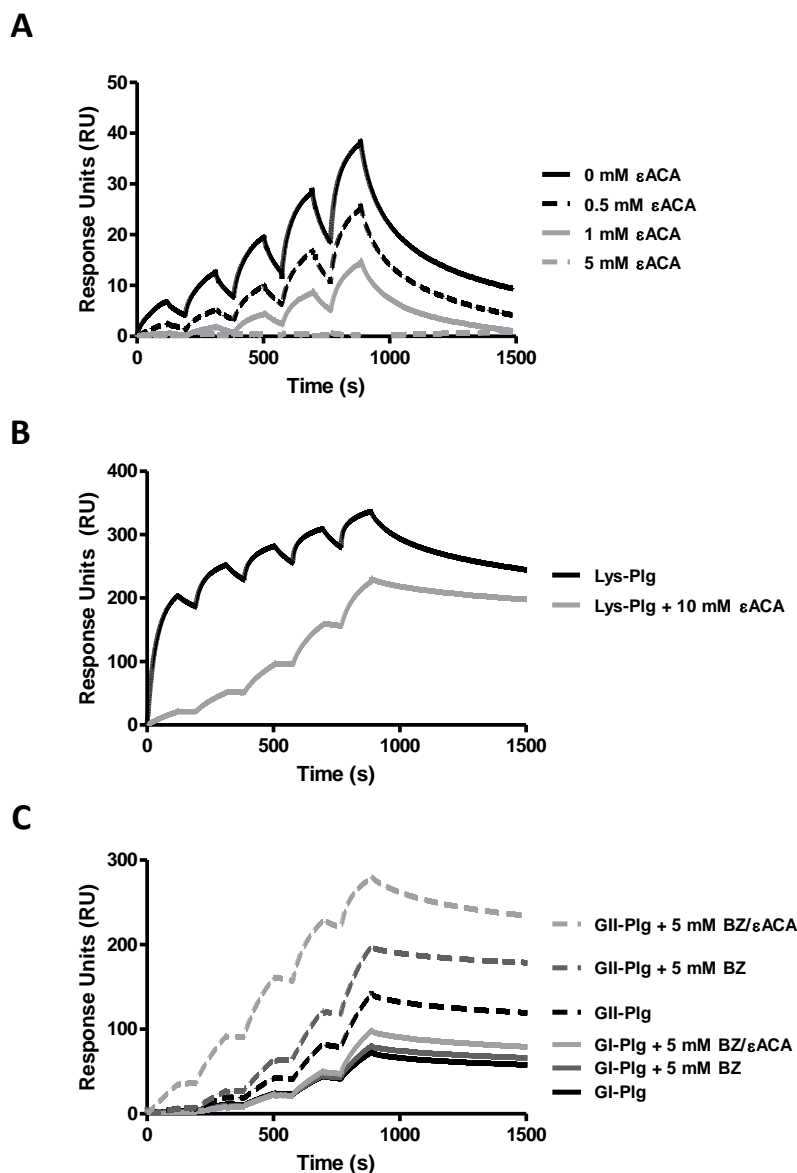 A
50
40
30
20
10
0
Response Units (RU)
0 500 1000 1500
Time (s)
0 mM εACA
0.5 mM εACA
1 mM εACA
5 mM εACA
B
400
300
200
100
0
Response Units (RU)
0 500 1000 1500
Time (s)
Lys-Plg
Lys-Plg + 10 mM εACA
C
300
200
100
0
Response Units (RU)
0 500 1000 1500
Time (s)
GII-Plg + 5 mM BZ/εACA
GII-Plg + 5 mM BZ
GII-Plg
GI-Plg + 5 mM BZ/εACA
GI-Plg + 5 mM BZ
GI-Plg